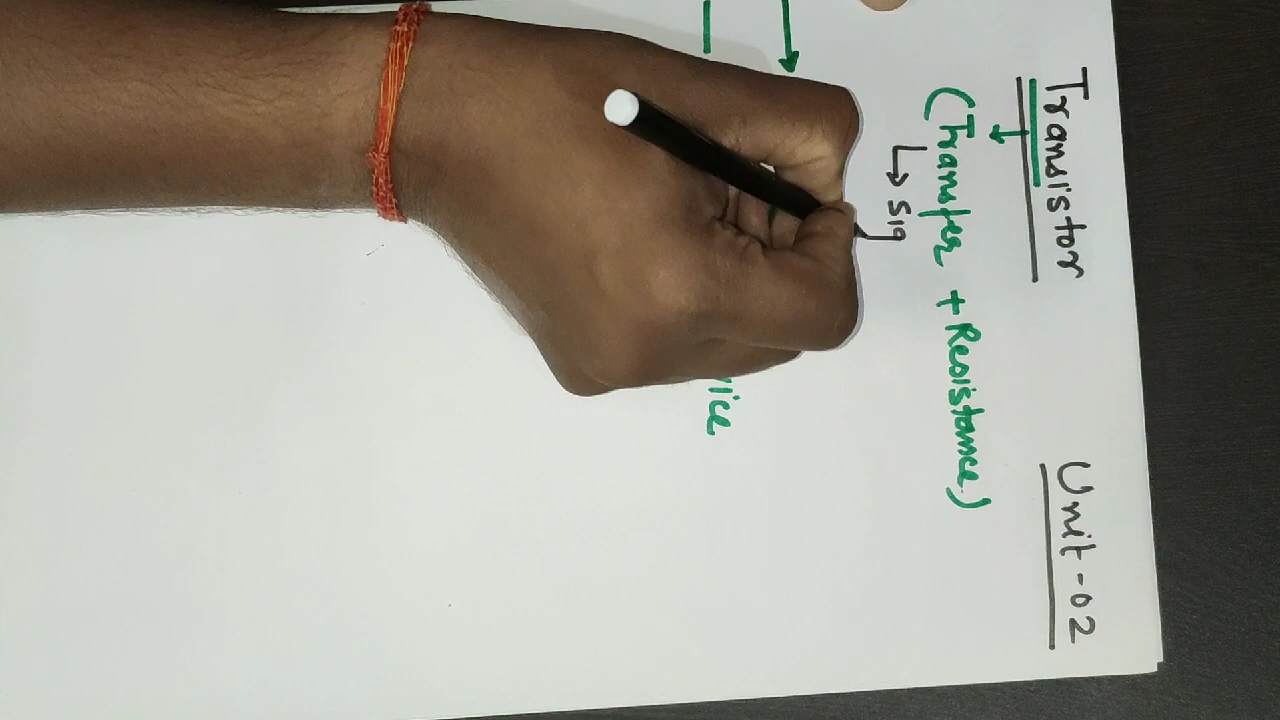 Transistor Unit-02
(Transfer + Resistance)
↳ Sig